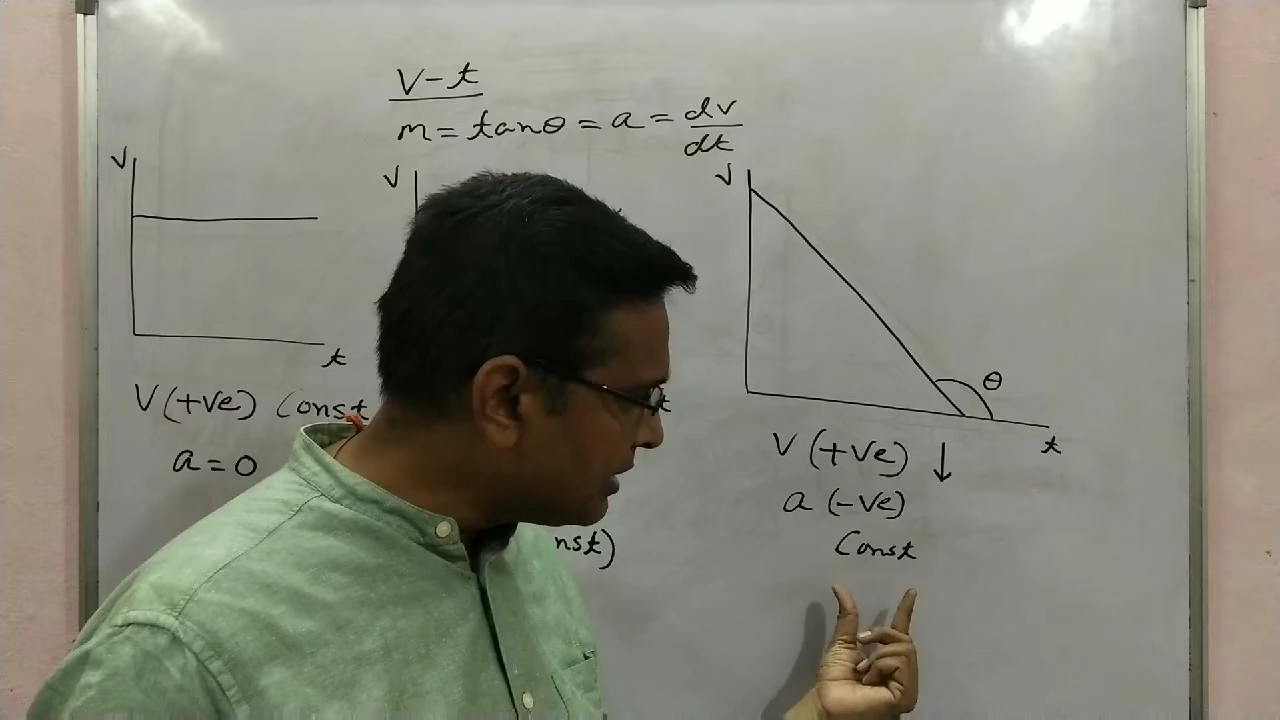 V-t
m = tanθ = a = dv/dt
V
t
V (+ve) Const
a = 0
V
t
nst)
V
θ
t
V (+ve) ↓
a (-ve)
Const